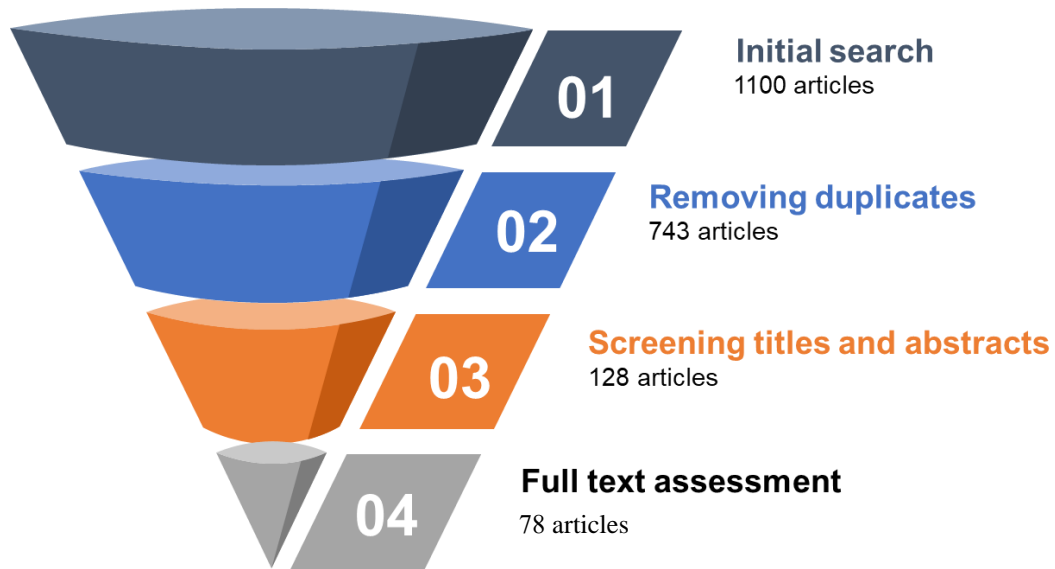 01
Initial search
1100 articles
02
Removing duplicates
743 articles
03
Screening titles and abstracts
128 articles
04
Full text assessment
78 articles